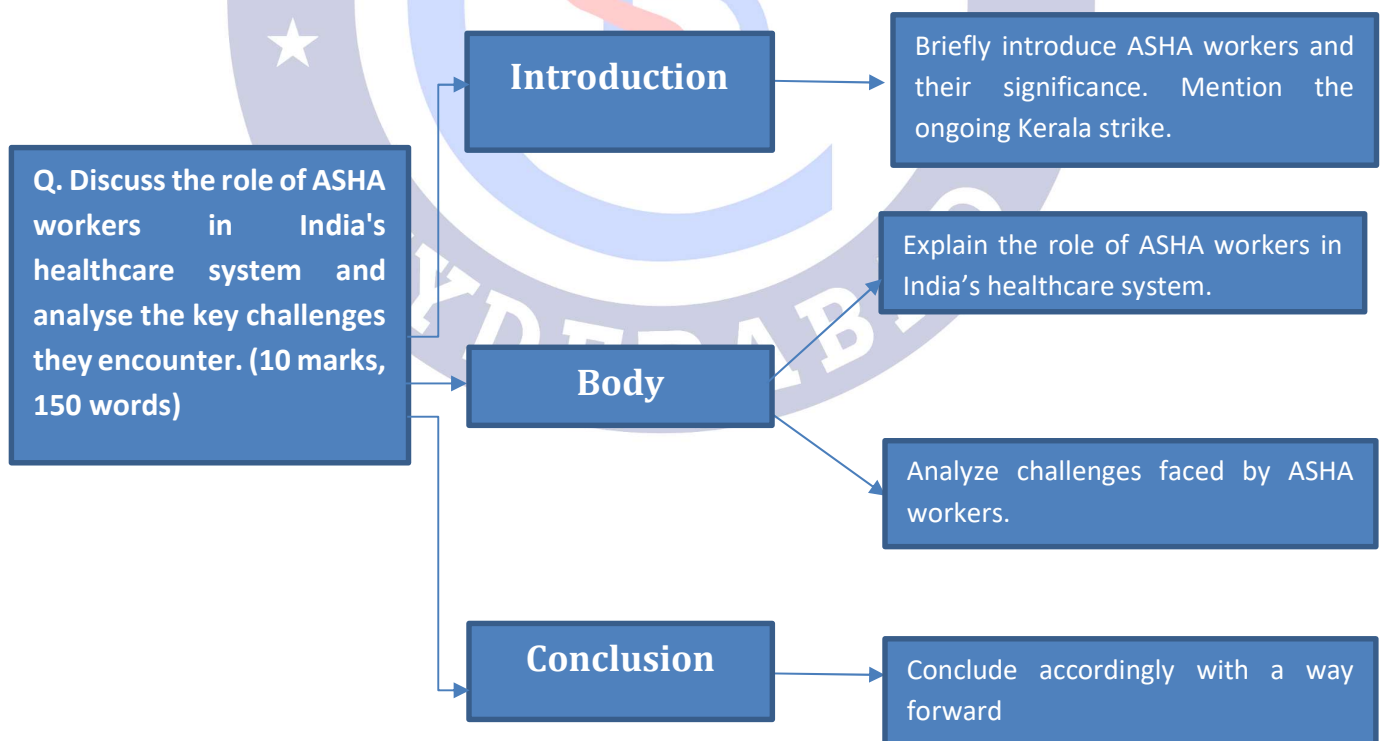 Introduction
Briefly introduce ASHA workers and
their significance. Mention the
ongoing Kerala strike.
Q. Discuss the role of ASHA
workers in India's
healthcare system and
analyse the key challenges
they encounter. (10 marks,
150 words)
Explain the role of ASHA workers in
India’s healthcare system.
Body
Analyze challenges faced by ASHA
workers.
Conclusion
Conclude accordingly with a way
forward